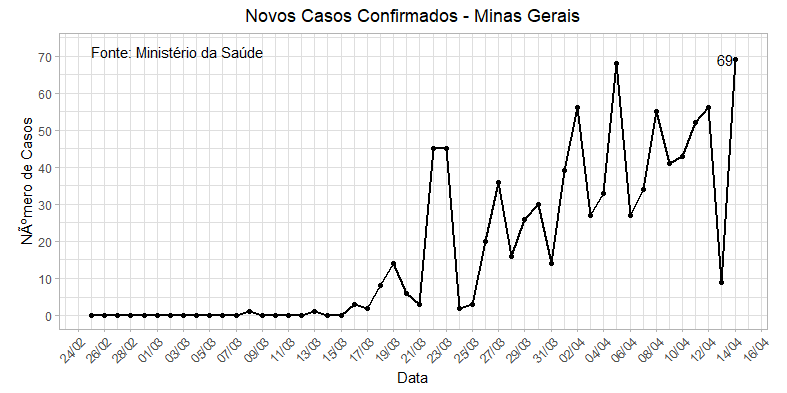 Novos Casos Confirmados - Minas Gerais
Fonte: Ministério da Saúde
69
NÃºmero de Casos
70
60
50
40
30
20
10
0
24/02 26/02 28/02 01/03 03/03 05/03 07/03 09/03 11/03 13/03 15/03 17/03 19/03 21/03 23/03 25/03 27/03 29/03 31/03 02/04 04/04 06/04 08/04 10/04 12/04 14/04 16/04
Data